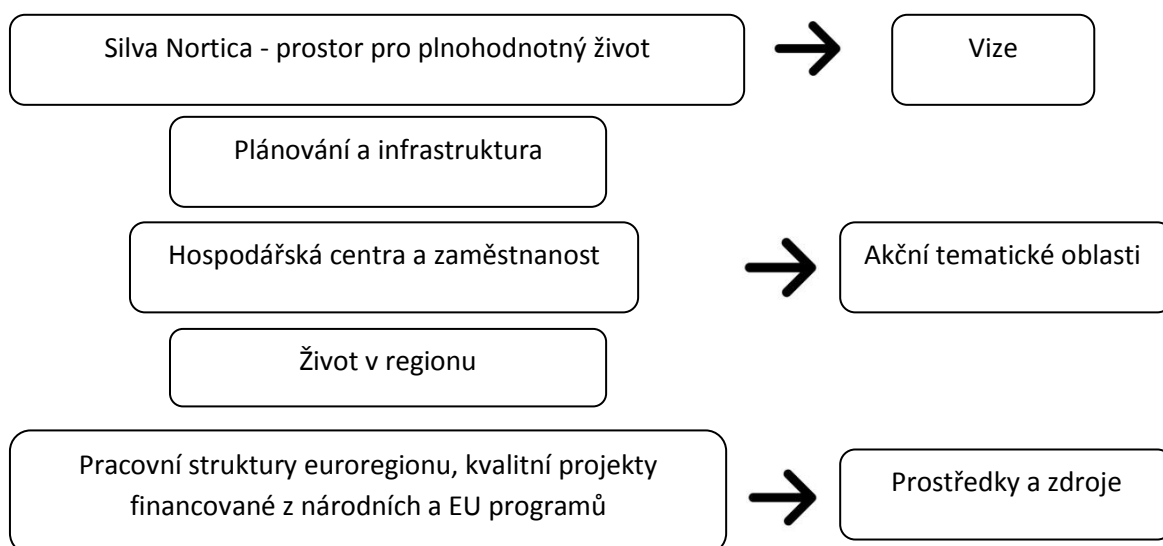 Silva Nortica - prostor pro plnohodnotný život
Vize
Plánování a infrastruktura
Hospodářská centra a zaměstnanost
Akční tematické oblasti
Život v regionu
Pracovní struktury euroregionu, kvalitní projekty
financované z národních a EU programů
Prostředky a zdroje